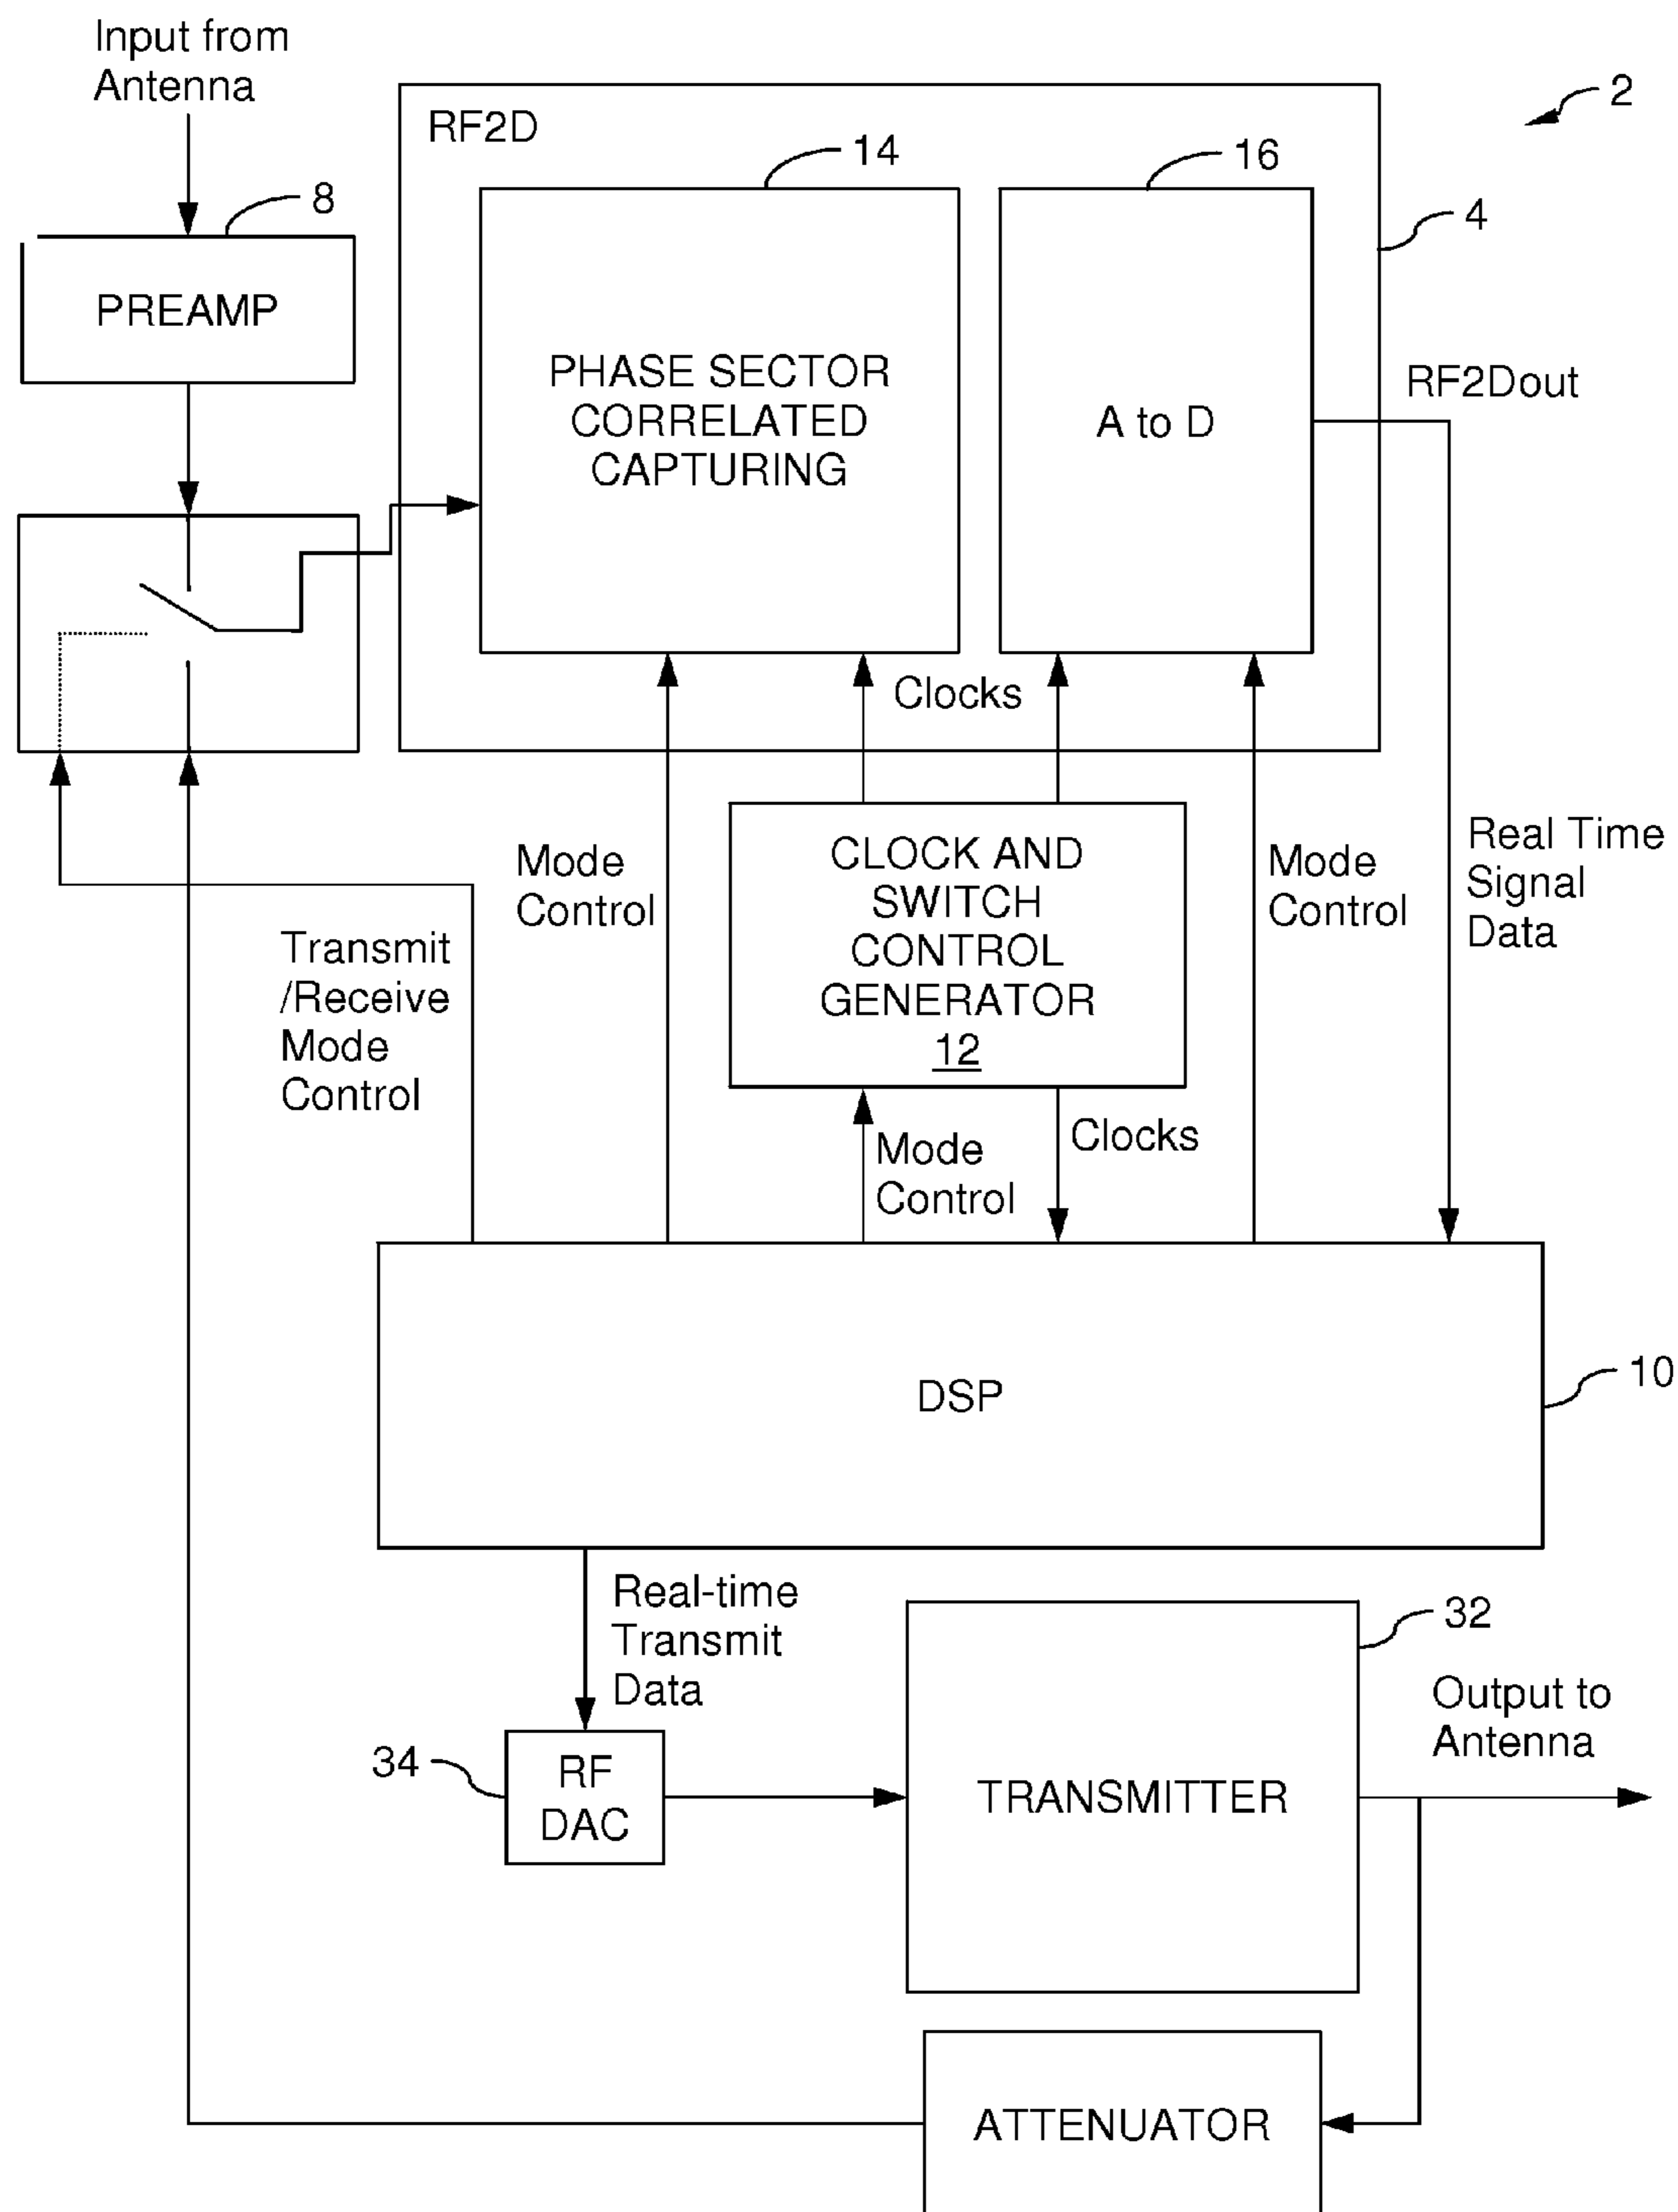 Input from
Antenna
2
RF2D
14
16
8
4
PREAMP
PHASE SECTOR
CORRELATED
CAPTURING
A to D
RF2Dout
Clocks
Mode
Control
CLOCK AND
SWITCH
CONTROL
GENERATOR
12
Mode
Control
Real Time
Signal
Data
Transmit
/Receive
Mode
Control
Mode
Control
Clocks
DSP
10
Real-time
Transmit
Data
32
Output to
Antenna
34
RF
DAC
TRANSMITTER
ATTENUATOR